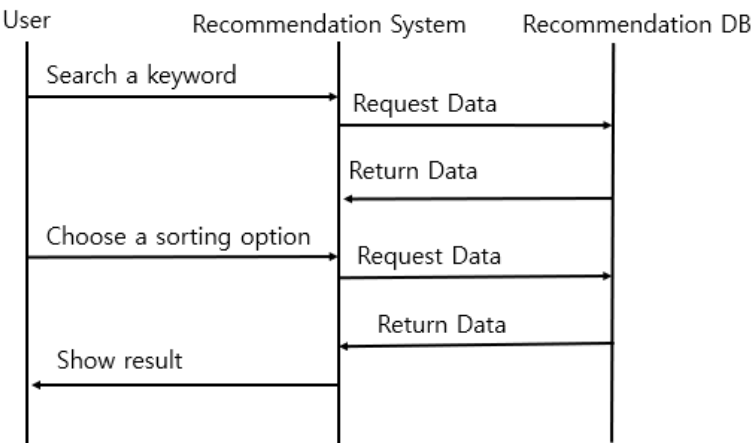 User
Recommendation System
Recommendation DB
Search a keyword
Request Data
Return Data
Choose a sorting option
Request Data
Return Data
Show result